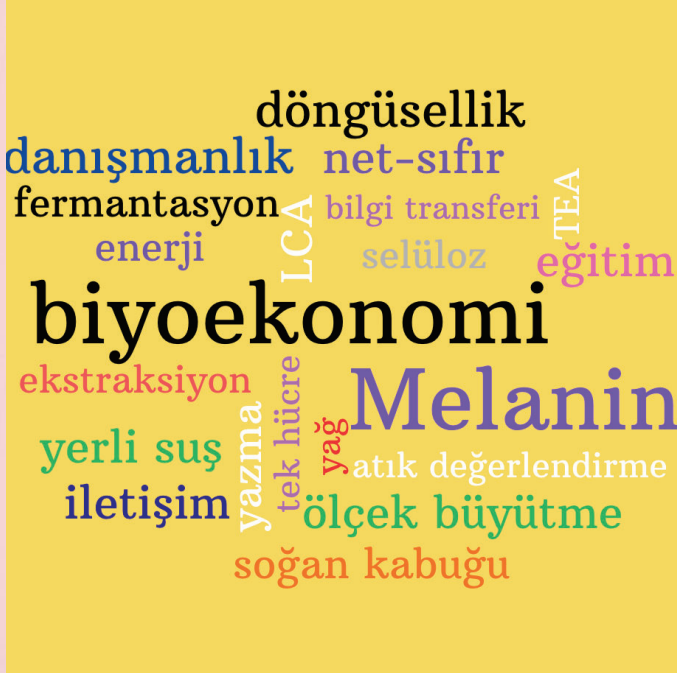 döngüsellik
danışmanlık
net-sıfır
fermantasyon
LCA
bilgi transferi
TEA
enerji
selüloz
eğitim
biyoekonomi
ekstraksiyon
Melanin
yerli suş
yazma
tek hücre
yağ
atık değerlendirme
iletişim
ölçek büyütme
soğan kabuğu